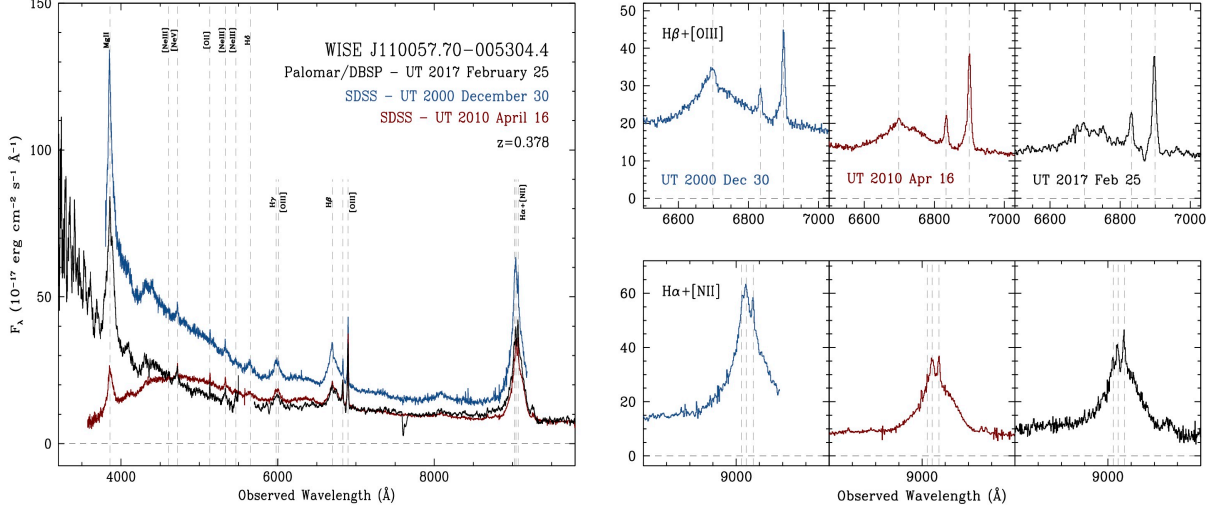 150
100
50
0
F_λ (10⁻¹⁷ erg cm⁻² s⁻¹ Å⁻¹)
MgII
[NeIII]
[NeV]
[OII]
[NeIII]
[NeIII]
Hδ
WISE J110057.70−005304.4
Palomar/DBSP − UT 2017 February 25
SDSS − UT 2000 December 30
SDSS − UT 2010 April 16
z=0.378
Hγ
[OIII]
Hβ
[OIII]
Hα+[NII]
4000 6000 8000
Observed Wavelength (Å)
50
40
30
20
10
0
Hβ+[OIII]
UT 2000 Dec 30
UT 2010 Apr 16
UT 2017 Feb 25
6600 6800 7000 6600 6800 7000 6600 6800 7000
60
40
20
0
Hα+[NII]
9000 9000 9000
Observed Wavelength (Å)